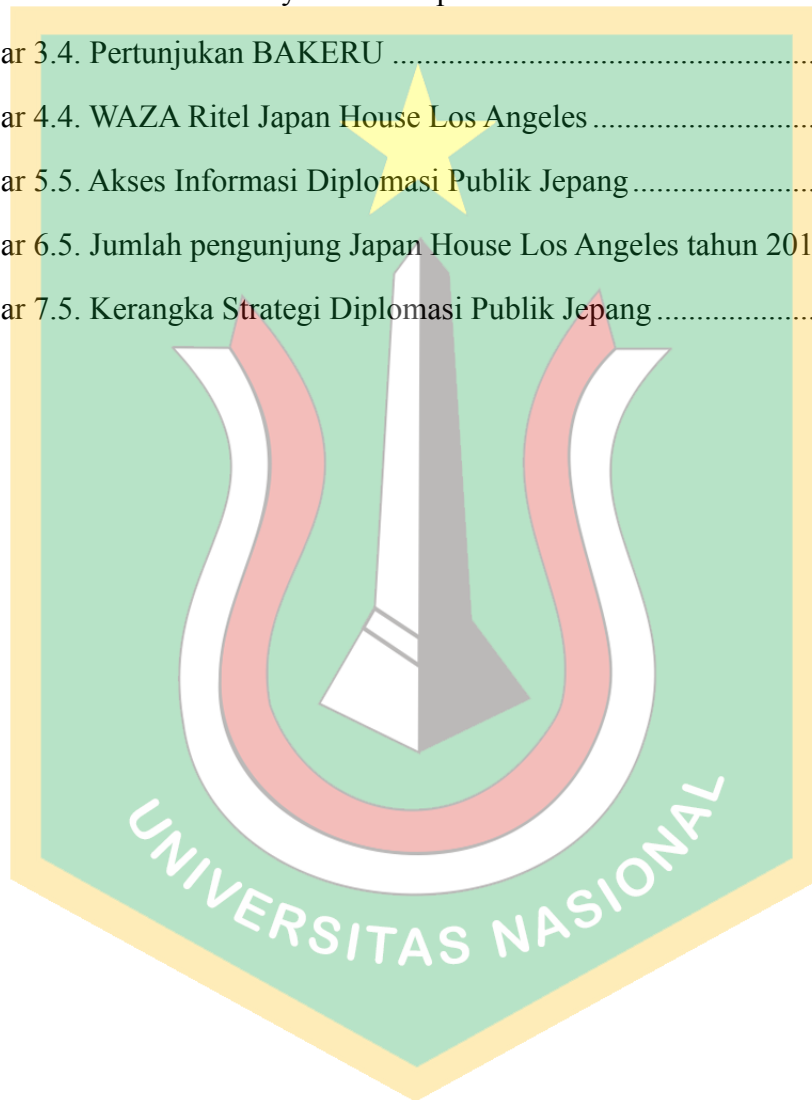 ar 3.4. Pertunjukan BAKERU ....................................................
ar 4.4. WAZA Ritel Japan House Los Angeles ...........................
ar 5.5. Akses Informasi Diplomasi Publik Jepang ......................
ar 6.5. Jumlah pengunjung Japan House Los Angeles tahun 201
ar 7.5. Kerangka Strategi Diplomasi Publik Jepang ...................
UNIVERSITAS NASIONAL